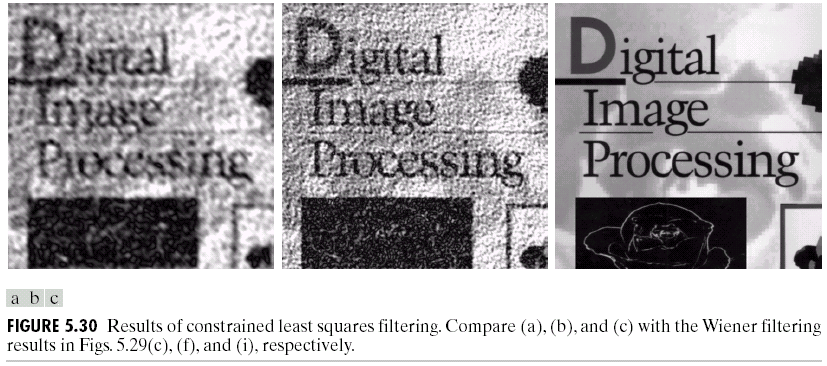 Digital
Image
Processing
Digital
Image
Processing
Digital
Image
Processing
a b c
FIGURE 5.30 Results of constrained least squares filtering. Compare (a), (b), and (c) with the Wiener filtering
results in Figs. 5.29(c), (f), and (i), respectively.